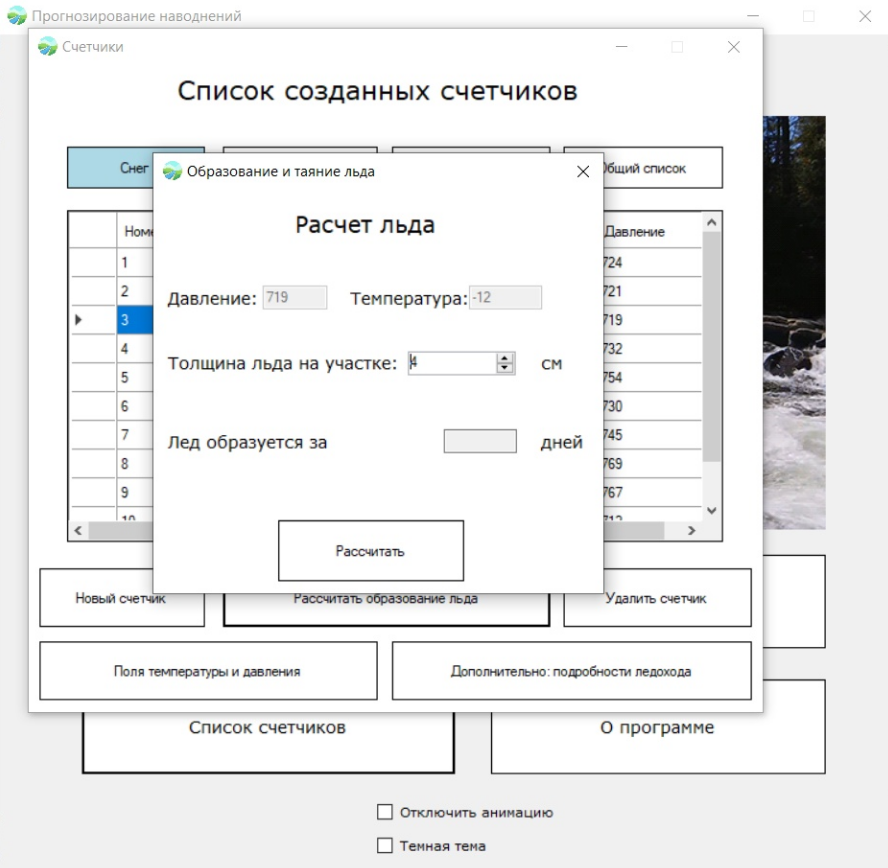 Прогнозирование наводнений
Счетчики
Список созданных счетчиков
Снег
Общий список
Образование и таяние льда
Расчет льда
Давление: 719 Температура: -12
Толщина льда на участке: 4 см
Лед образуется за дней
Рассчитать
Давление
1 724
2 721
3 719
4 732
5 754
6 730
7 745
8 769
9 767
Новый счетчик
Рассчитать образование льда
Удалить счетчик
Поля температуры и давления
Дополнительно: подробности ледохода
Список счетчиков
О программе
Отключить анимацию
Темная тема